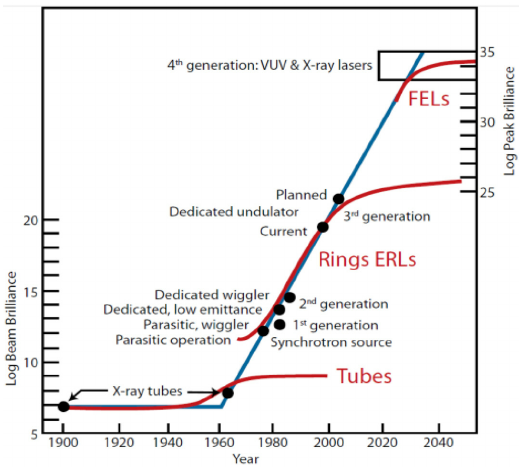 4th generation: VUV & X-ray lasers
FELs
Planned
Dedicated undulator
3rd generation
Current
Rings ERLs
Dedicated wiggler
2nd generation
Dedicated, low emittance
Parasitic, wiggler
1st generation
Parasitic operation
Synchrotron source
X-ray tubes
Tubes
Log Beam Brilliance
20
15
10
5
Log Peak Brilliance
35
30
25
1900 1920 1940 1960 1980 2000 2020 2040
Year